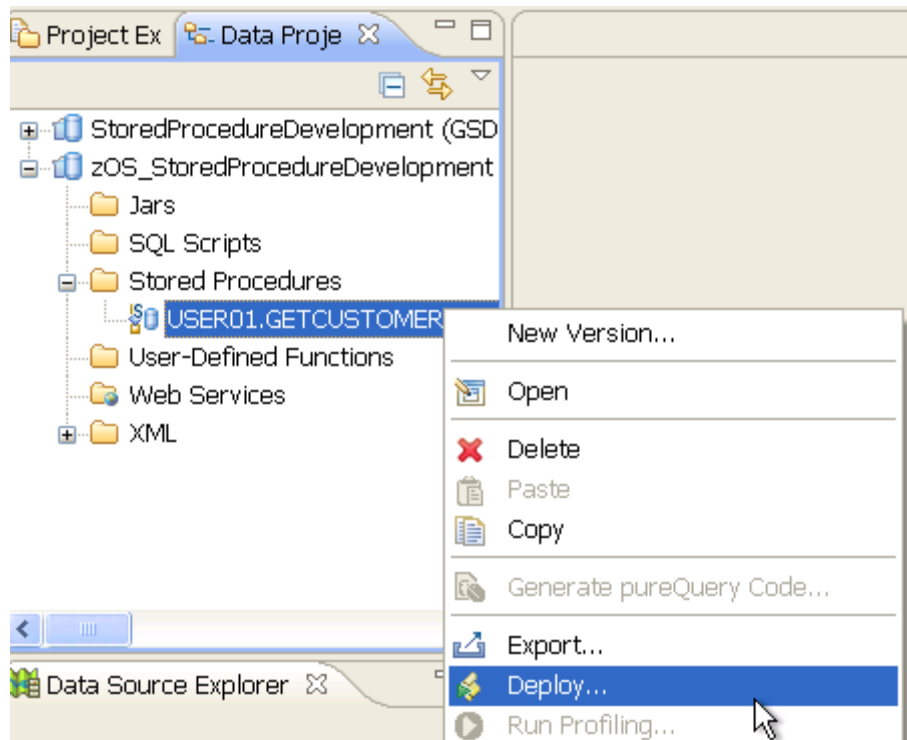 Project Ex Data Proje
StoredProcedureDevelopment (GSD
zOS_StoredProcedureDevelopment
Jars
SQL Scripts
Stored Procedures
USER01.GETCUSTOMER
User-Defined Functions
Web Services
XML
New Version...
Open
Delete
Paste
Copy
Generate pureQuery Code...
Export...
Deploy...
Run Profiling...
Data Source Explorer